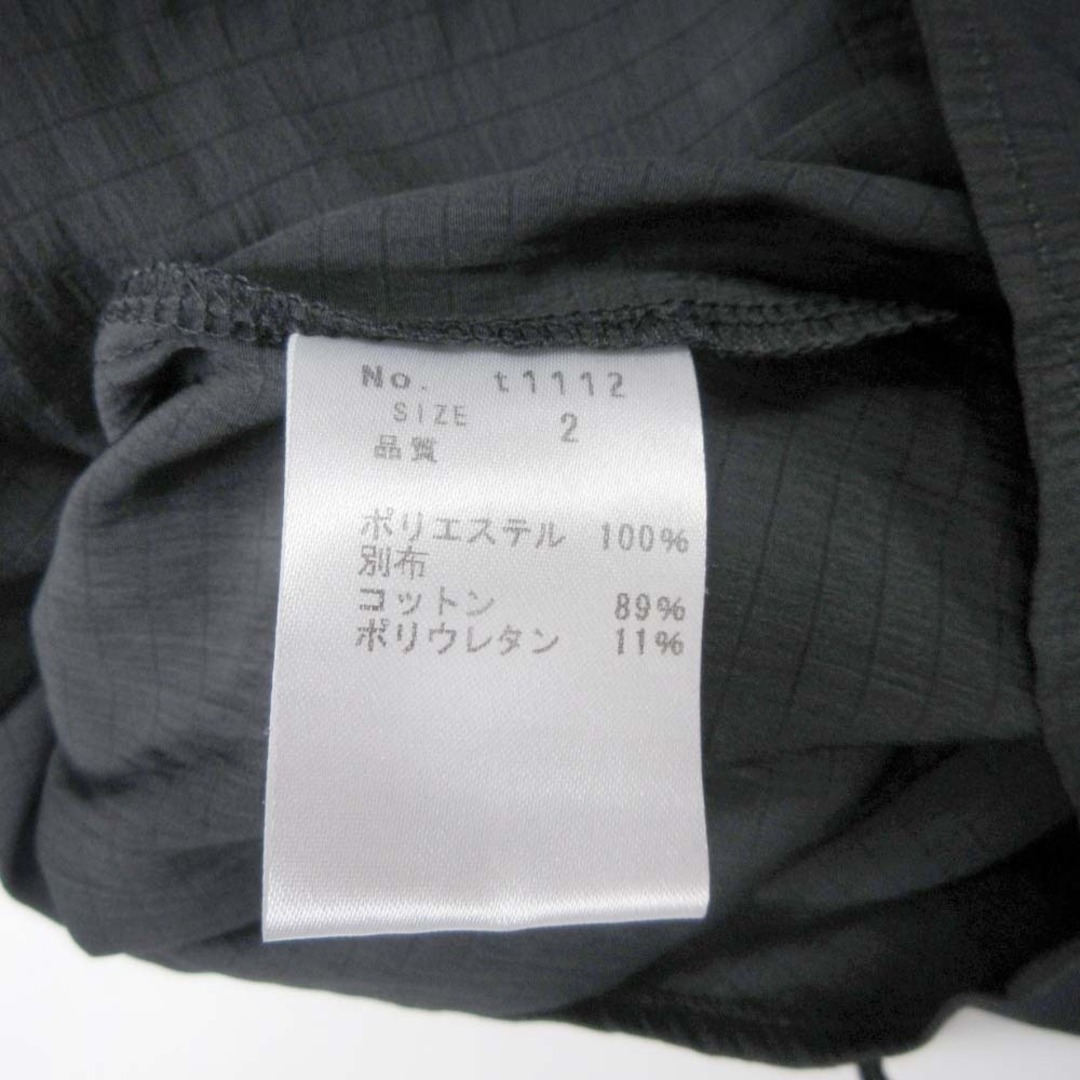 No. t1112
SIZE 2
品質
ポリエステル 100%
別布
コットン 89%
ポリウレタン 11%